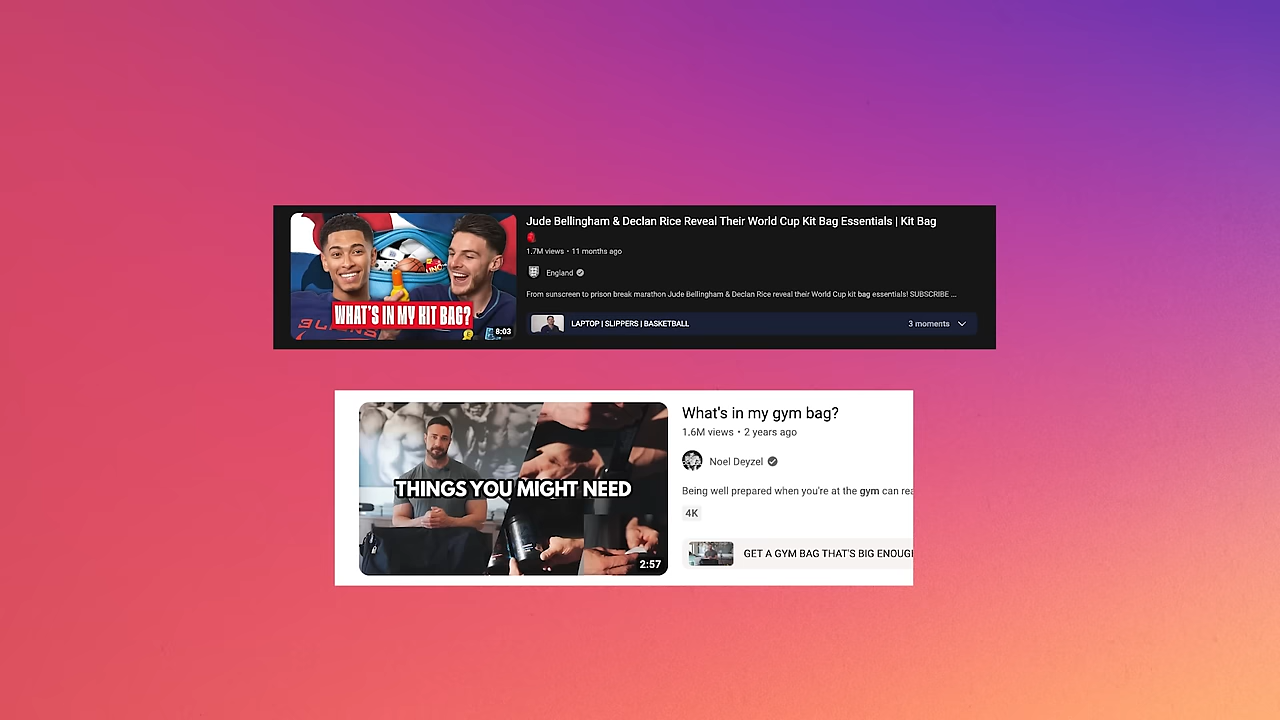 Jude Bellingham & Declan Rice Reveal Their World Cup Kit Bag Essentials | Kit Bag
1.7M views • 11 months ago
England
From sunscreen to prison break marathon Jude Bellingham & Declan Rice reveal their World Cup kit bag essentials! SUBSCRIBE ...
LAPTOP | SLIPPERS | BASKETBALL
3 moments
UNO
WHAT'S IN MY KIT BAG?
8:03
What's in my gym bag?
1.6M views • 2 years ago
Noel Deyzel
Being well prepared when you're at the gym can
4K
GET A GYM BAG THAT'S BIG
THINGS YOU MIGHT NEED
2:57